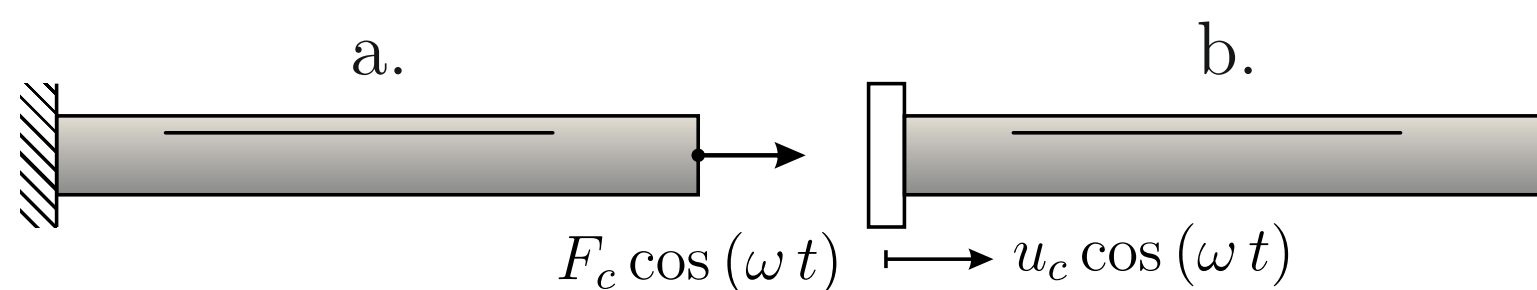 a.
b.
F_c cos (ω t)
u_c cos (ω t)